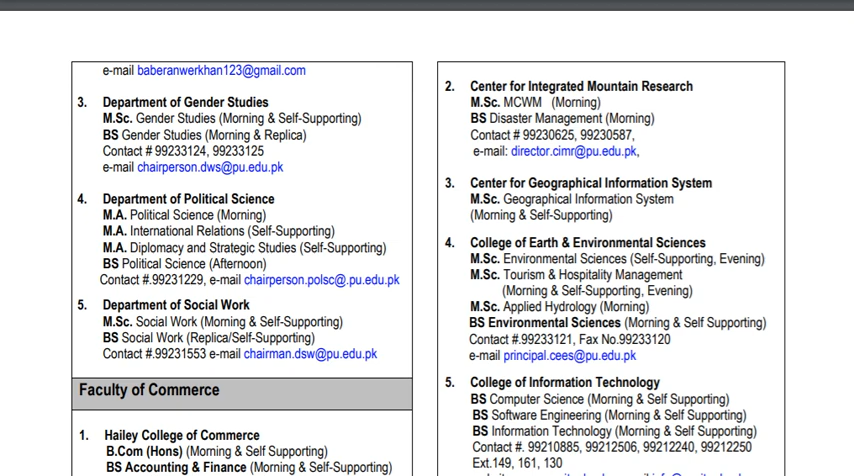 e-mail baberanwerkhan123@gmail.com
3. Department of Gender Studies
M.Sc. Gender Studies (Morning & Self-Supporting)
BS Gender Studies (Morning & Replica)
Contact # 99233124, 99233125
e-mail chairperson.dws@pu.edu.pk
4. Department of Political Science
M.A. Political Science (Morning)
M.A. International Relations (Self-Supporting)
M.A. Diplomacy and Strategic Studies (Self-Supporting)
BS Political Science (Afternoon)
Contact #.99231229, e-mail chairperson.polsc@.pu.edu.pk
5. Department of Social Work
M.Sc. Social Work (Morning & Self-Supporting)
BS Social Work (Replica/Self-Supporting)
Contact #.99231553 e-mail chairman.dsw@pu.edu.pk
Faculty of Commerce
1. Hailey College of Commerce
B.Com (Hons) (Morning & Self Supporting)
BS Accounting & Finance (Morning & Self-Supporting)
2. Center for Integrated Mountain Research
M.Sc. MCWM (Morning)
BS Disaster Management (Morning)
Contact # 99230625, 99230587,
e-mail: director.cimr@pu.edu.pk,
3. Center for Geographical Information System
M.Sc. Geographical Information System
(Morning & Self-Supporting)
4. College of Earth & Environmental Sciences
M.Sc. Environmental Sciences (Self-Supporting, Evening)
M.Sc. Tourism & Hospitality Management
(Morning & Self-Supporting, Evening)
M.Sc. Applied Hydrology (Morning)
BS Environmental Sciences (Morning & Self Supporting)
Contact #.99233121, Fax No.99233120
e-mail principal.cees@pu.edu.pk
5. College of Information Technology
BS Computer Science (Morning & Self Supporting)
BS Software Engineering (Morning & Self Supporting)
BS Information Technology (Morning & Self Supporting)
Contact #. 99210885, 99212506, 99212240, 99212250
Ext.149, 161, 130